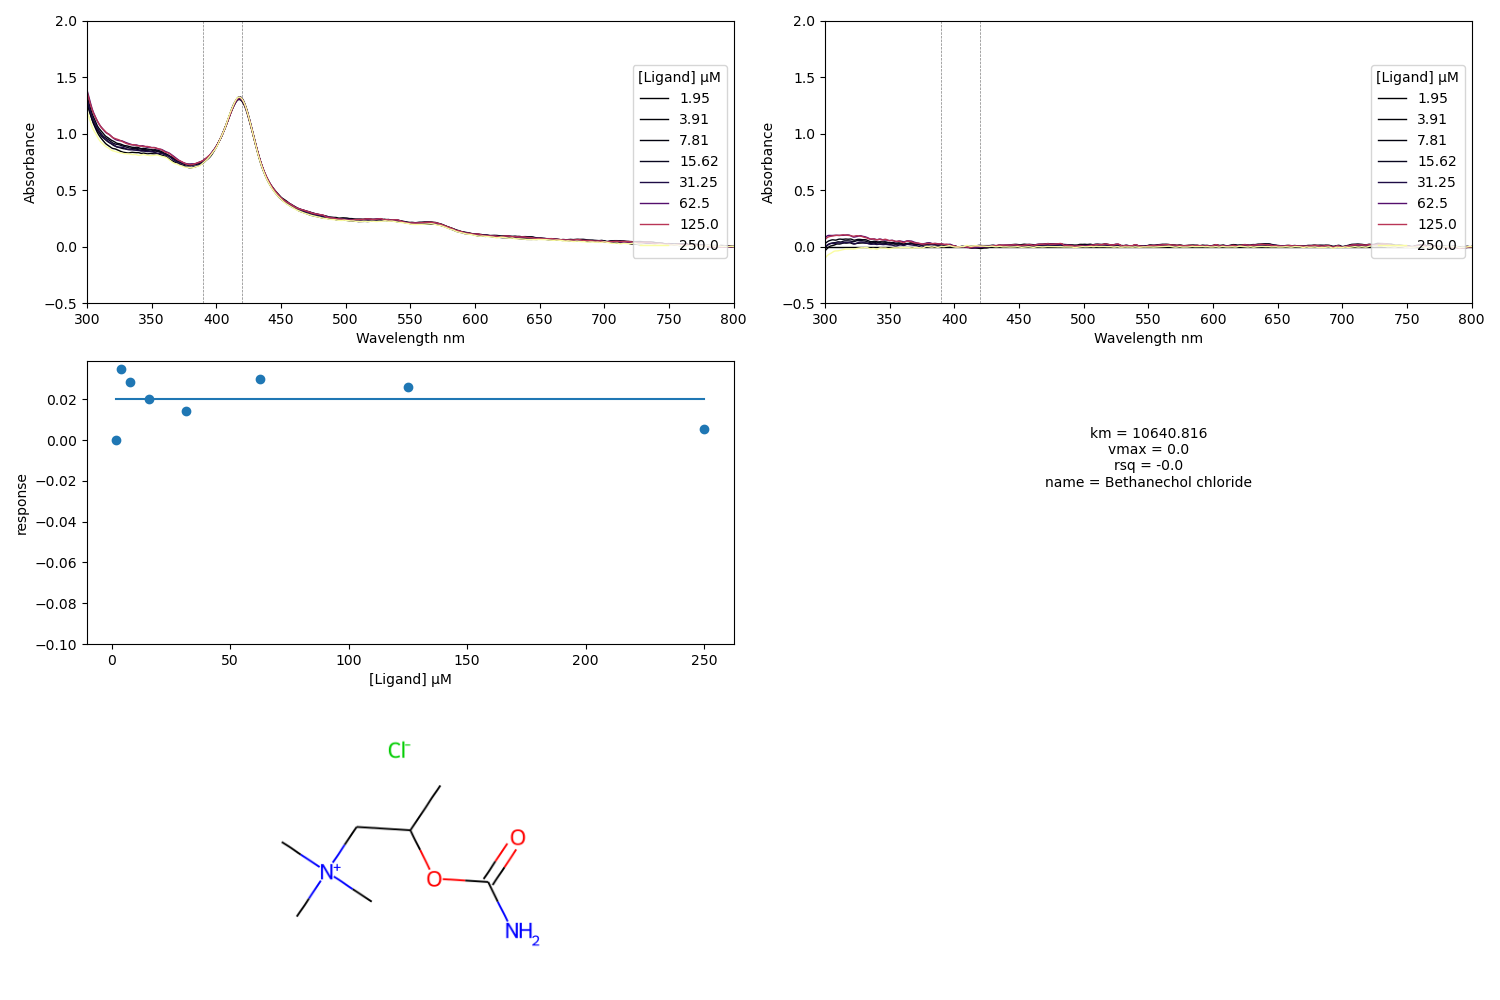 2.0
1.5
1.0
0.5
0.0
−0.5
Absorbance
300 350 400 450 500 550 600 650 700 750 800
Wavelength nm
[Ligand] µM
1.95
3.91
7.81
15.62
31.25
62.5
125.0
250.0
2.0
1.5
1.0
0.5
0.0
−0.5
Absorbance
300 350 400 450 500 550 600 650 700 750 800
Wavelength nm
[Ligand] µM
1.95
3.91
7.81
15.62
31.25
62.5
125.0
250.0
0.02
0.00
−0.02
−0.04
−0.06
−0.08
−0.10
response
0 50 100 150 200 250
[Ligand] µM
km = 10640.816
vmax = 0.0
rsq = -0.0
name = Bethanechol chloride
Cl⁻
O
N⁺
O
NH₂